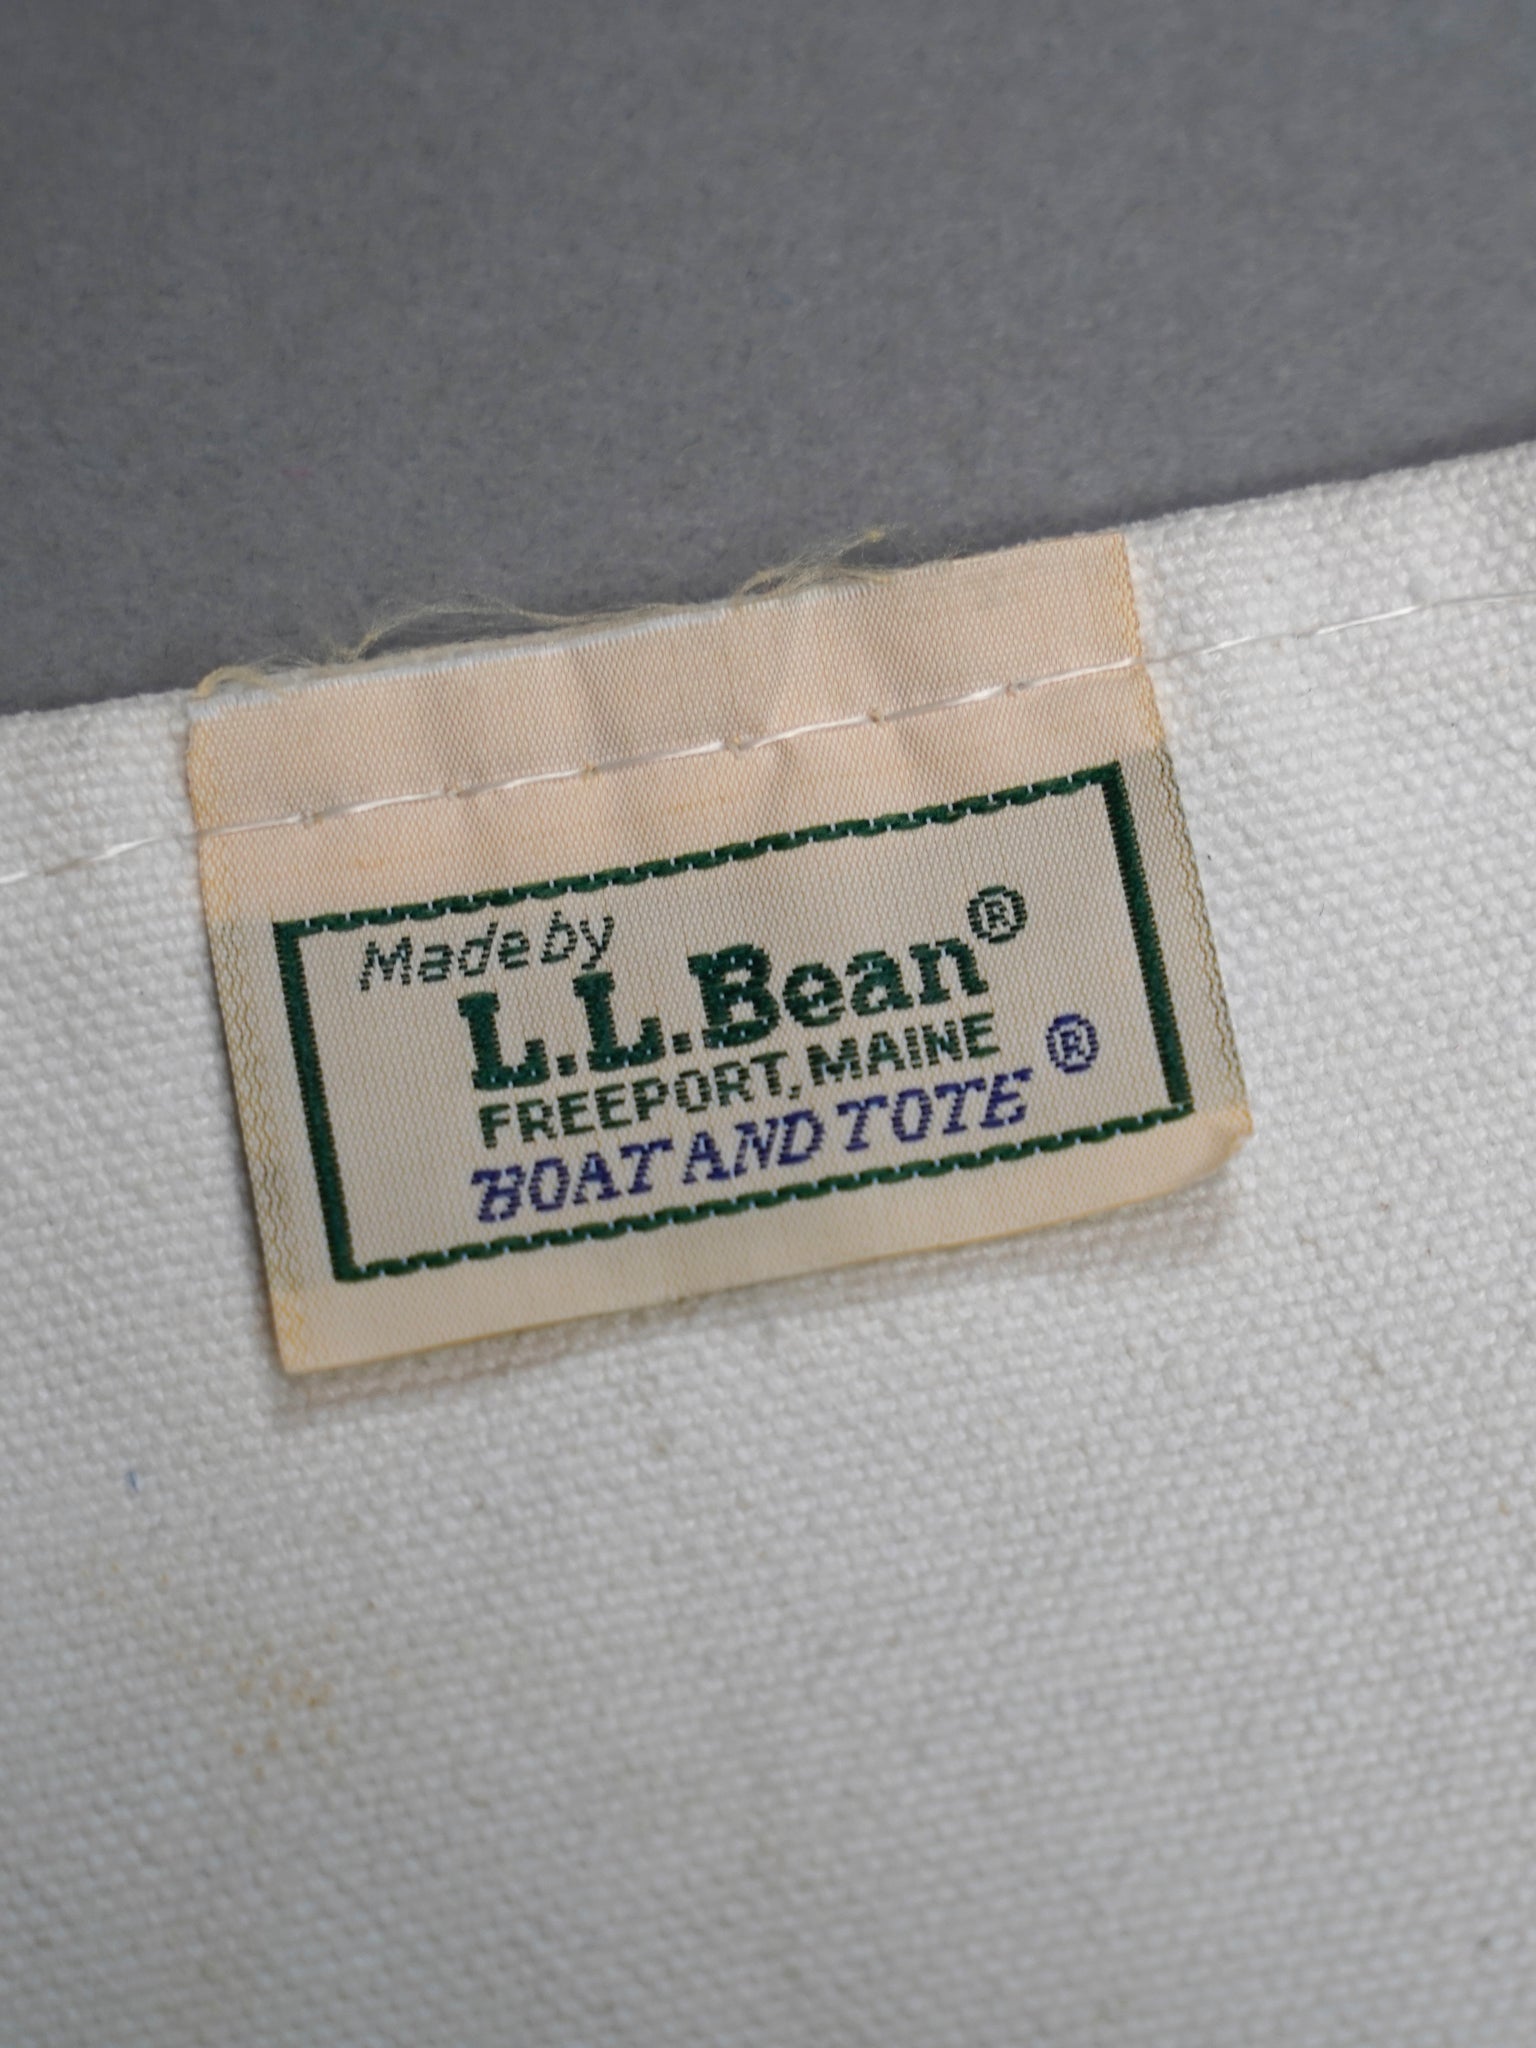 Made by
L.L.Bean®
FREEPORT, MAINE
BOAT AND TOTE®